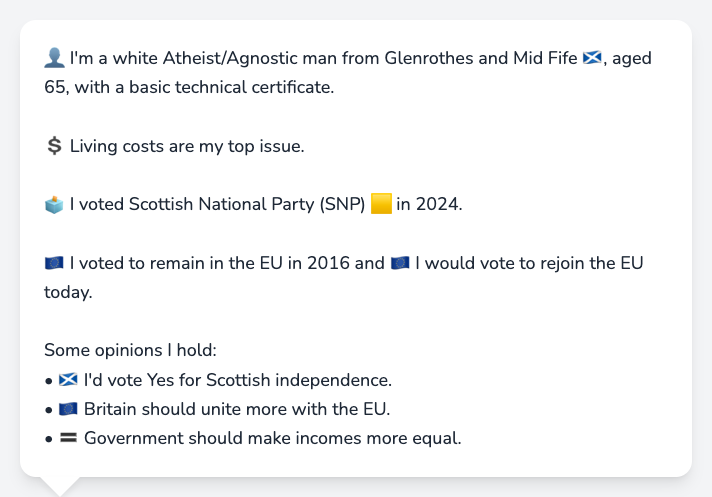 👤 I'm a white Atheist/Agnostic man from Glenrothes and Mid Fife 🏴󠁧󠁢󠁳󠁣󠁴󠁿, aged
65, with a basic technical certificate.
💲 Living costs are my top issue.
🗳️ I voted Scottish National Party (SNP) 🟨 in 2024.
🇪🇺 I voted to remain in the EU in 2016 and 🇪🇺 I would vote to rejoin the EU
today.
Some opinions I hold:
• 🏴󠁧󠁢󠁳󠁣󠁴󠁿 I'd vote Yes for Scottish independence.
• 🇪🇺 Britain should unite more with the EU.
• 🟰 Government should make incomes more equal.